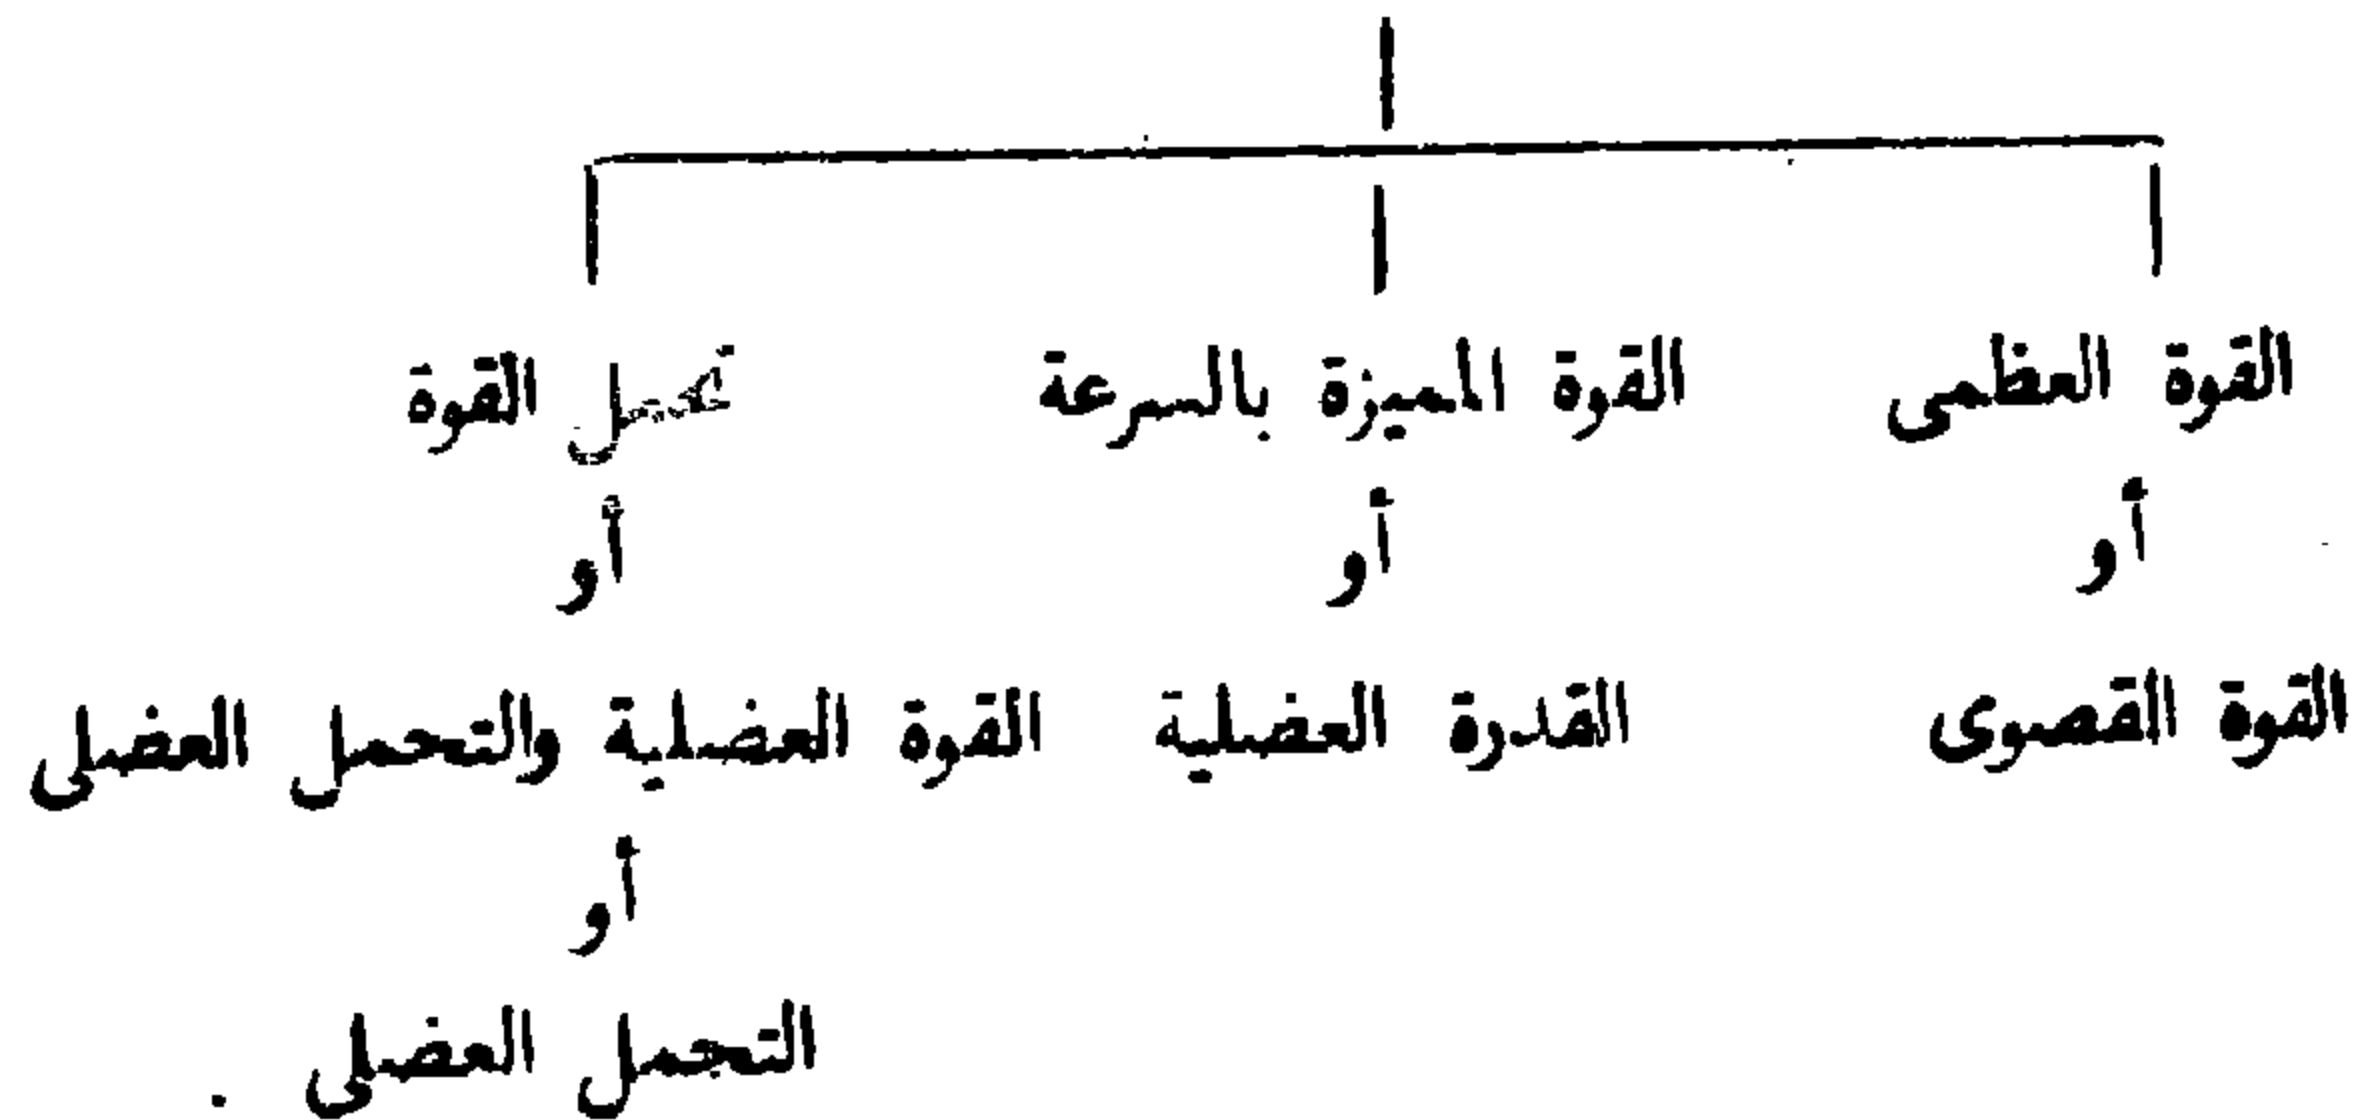 القوة العظمى القوة المميزة بالسرعة تحمل القوة
أو أو أو
القوة القصوى القدرة العضلية القوة العضلية والتحمل العضلى
أو
التجمل العضلى .